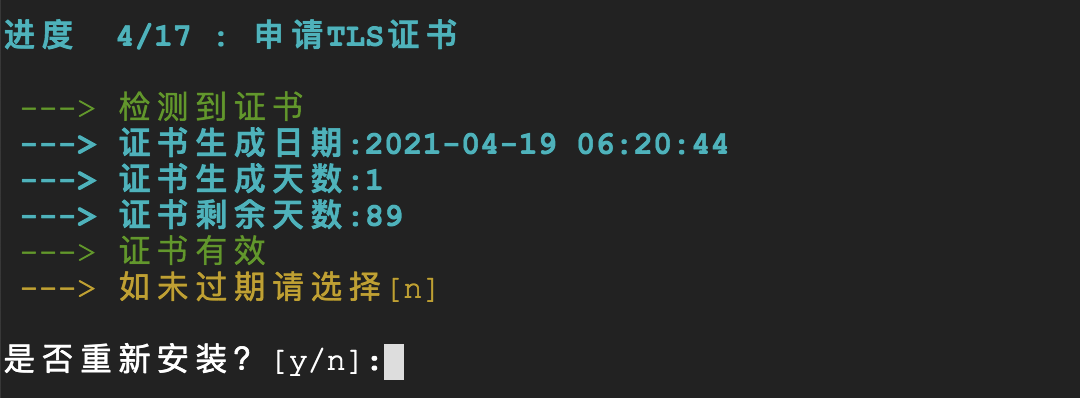 进度  4/17 : 申请TLS证书
---> 检测到证书
---> 证书生成日期:2021-04-19 06:20:44
---> 证书生成天数:1
---> 证书剩余天数:89
---> 证书有效
---> 如未过期请选择[n]
是否重新安装？[y/n]: